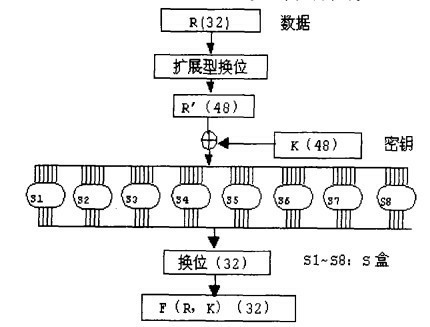 R(32) 数据
扩展型换位
R′(48)
K(48) 密钥
S1 S2 S3 S4 S5 S6 S7 S8
换位(32) S1~S8: S盒
F(R, K) (32)